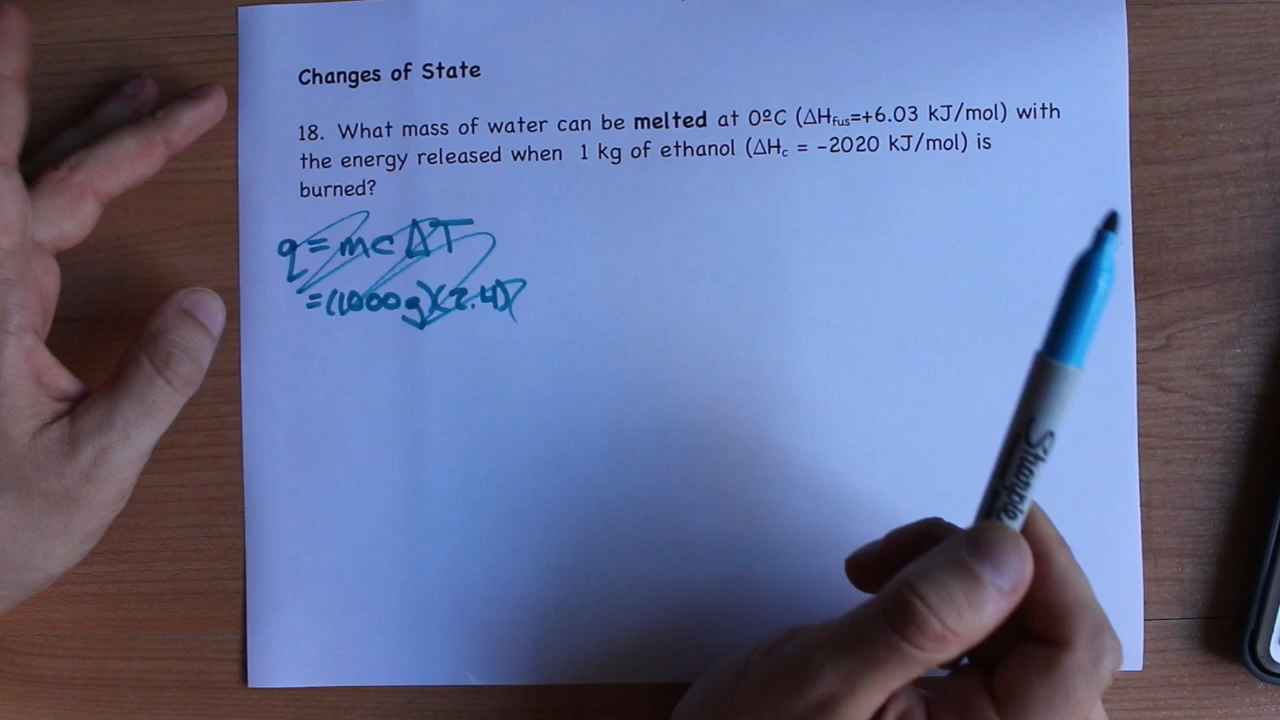 Changes of State
18. What mass of water can be melted at 0ºC (ΔHfus=+6.03 kJ/mol) with
the energy released when 1 kg of ethanol (ΔHc = -2020 kJ/mol) is
burned?
q = mcΔT
=(1000g)(2.4)
Sharpie